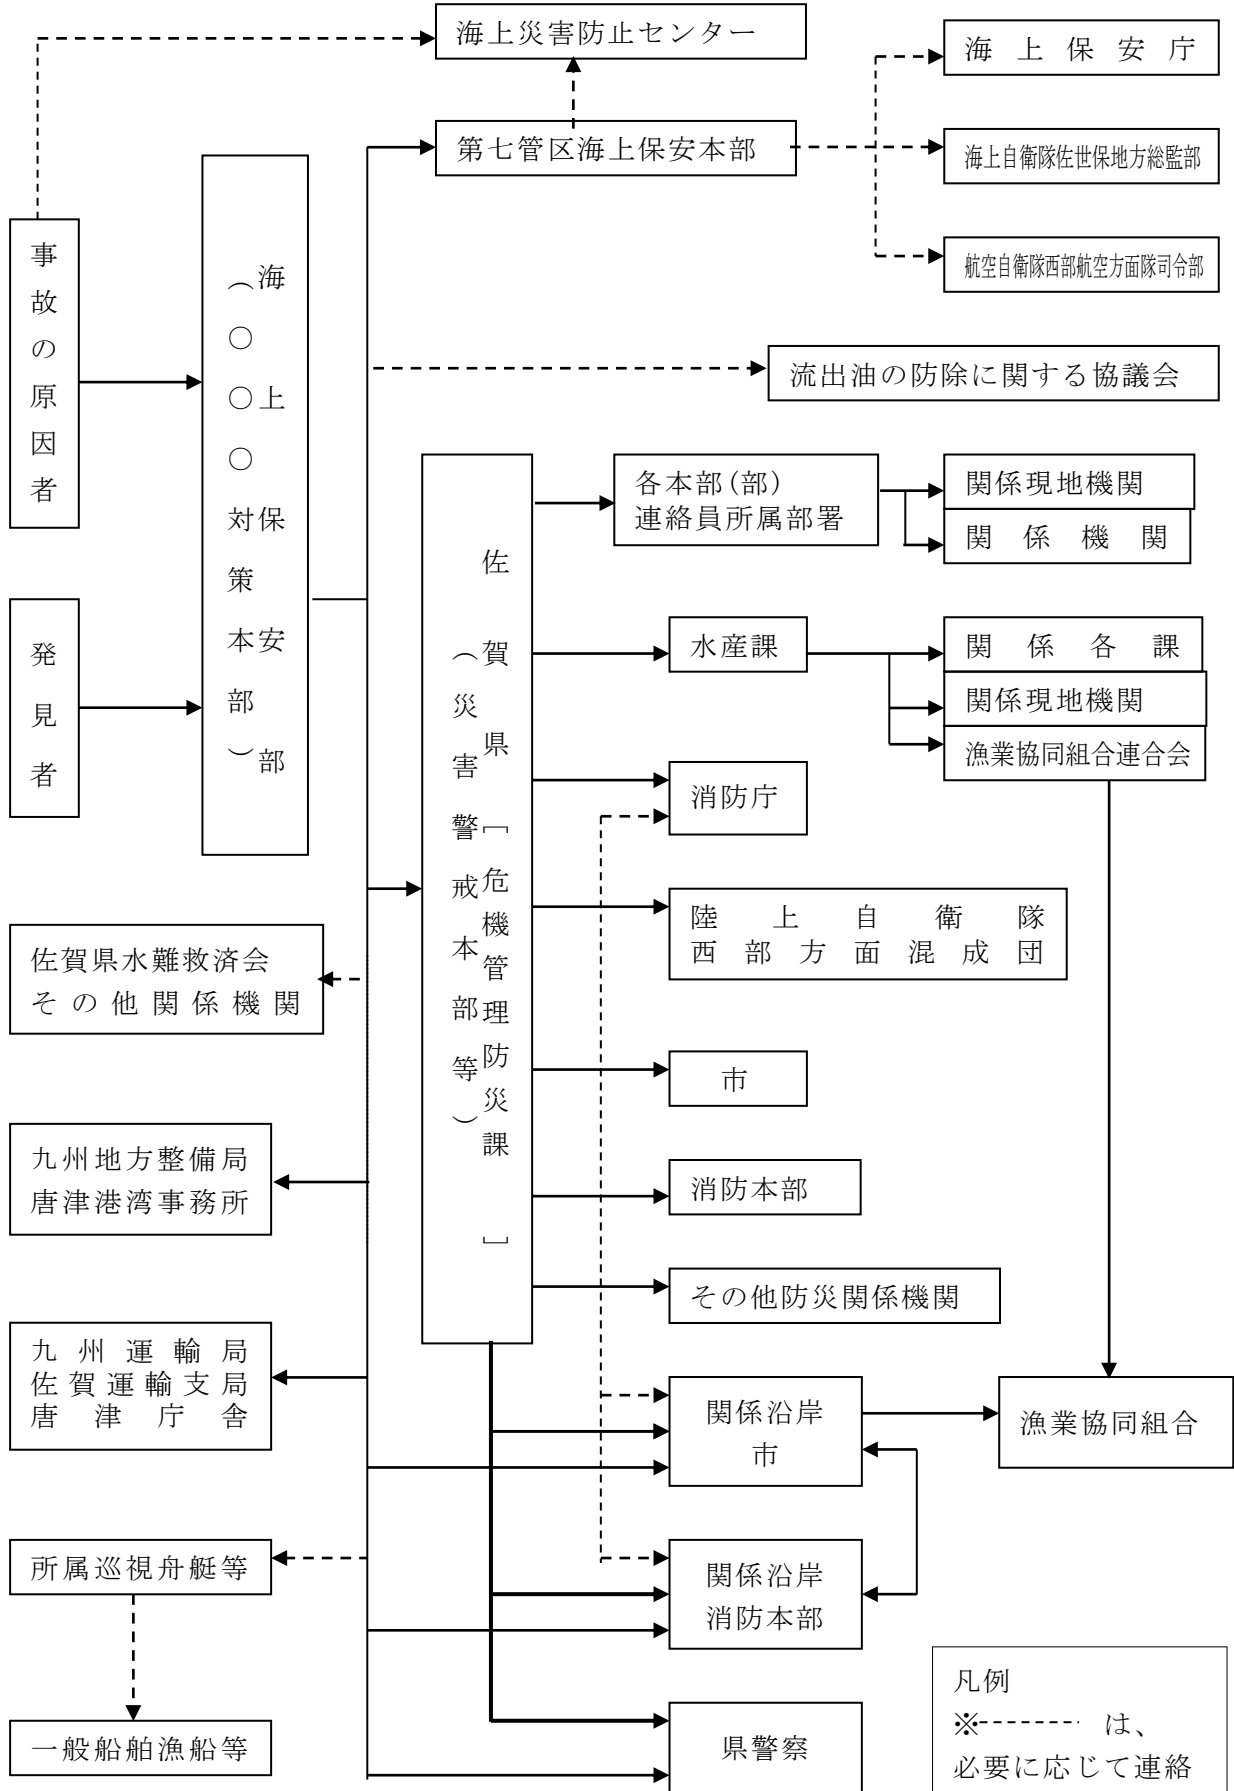 海上災害防止センター
海上保安庁
第七管区海上保安本部
海上自衛隊佐世保地方総監部
航空自衛隊西部航空方面隊司令部
事故の原因者
海上保安部
(○○○対策本部)
流出油の防除に関する協議会
発見者
佐賀県[危機管理防災課]
(災害警戒本部等)
各本部(部)
連絡員所属部署
関係現地機関
関係機関
水産課
関係各課
関係現地機関
漁業協同組合連合会
消防庁
陸上自衛隊
西部方面混成団
佐賀県水難救済会
その他関係機関
市
九州地方整備局
唐津港湾事務所
消防本部
その他防災関係機関
九州運輸局
佐賀運輸支局
唐津庁舎
関係沿岸
市
漁業協同組合
所属巡視舟艇等
関係沿岸
消防本部
一般船舶漁船等
県警察
凡例
※-------- は、
必要に応じて連絡